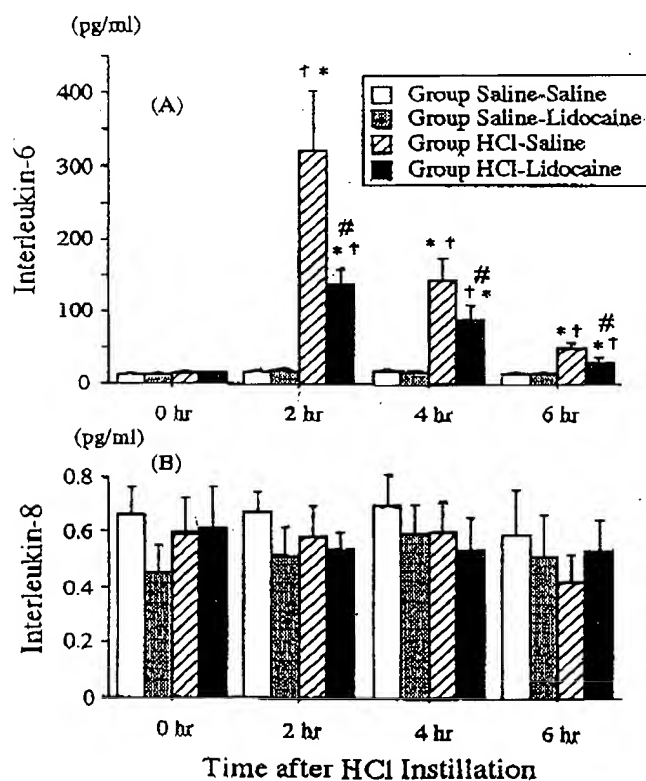 (pg/ml)
Interleukin-6
400
300
200
100
0
(A)
† *
#
* †
* †
#
† *
* †
#
* †
Group Saline-Saline
Group Saline-Lidocaine
Group HCl-Saline
Group HCl-Lidocaine
0 hr 2 hr 4 hr 6 hr
(pg/ml)
Interleukin-8
0.8
0.6
0.4
0.2
0
(B)
0 hr 2 hr 4 hr 6 hr
Time after HCl Instillation